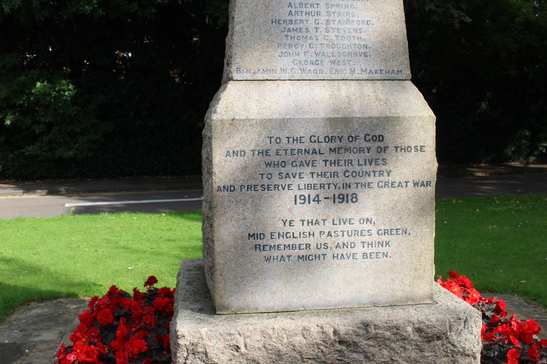 ALBERT SPRING.
ARTHUR STAIRS.
HERBERT G. STANFORD.
JAMES T. STEVENS.
THOMAS C. TOOTH.
PERCY C. TROUGHTON.
JOHN F. WALLSGROVE.
GEORGE WEST.
BENJAMIN W. G. WARD. ERIC H. MAKEHAM.
TO THE GLORY OF GOD
AND THE ETERNAL MEMORY OF THOSE
WHO GAVE THEIR LIVES
TO SAVE THEIR COUNTRY
AND PRESERVE LIBERTY, IN THE GREAT WAR
1914-1918
YE THAT LIVE ON,
MID ENGLISH PASTURES GREEN,
REMEMBER US, AND THINK
WHAT MIGHT HAVE BEEN.